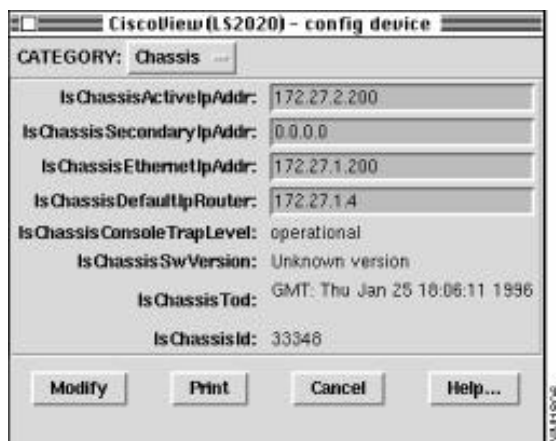 CiscoView(LS2020) - config device
CATEGORY: Chassis
lsChassisActiveIpAddr: 172.27.2.200
lsChassisSecondaryIpAddr: 0.0.0.0
lsChassisEthernetIpAddr: 172.27.1.200
lsChassisDefaultIpRouter: 172.27.1.4
lsChassisConsoleTrapLevel: operational
lsChassisSwVersion: Unknown version
lsChassisTod: GMT: Thu Jan 25 18:06:11 1996
lsChassisId: 33348
Modify Print Cancel Help...